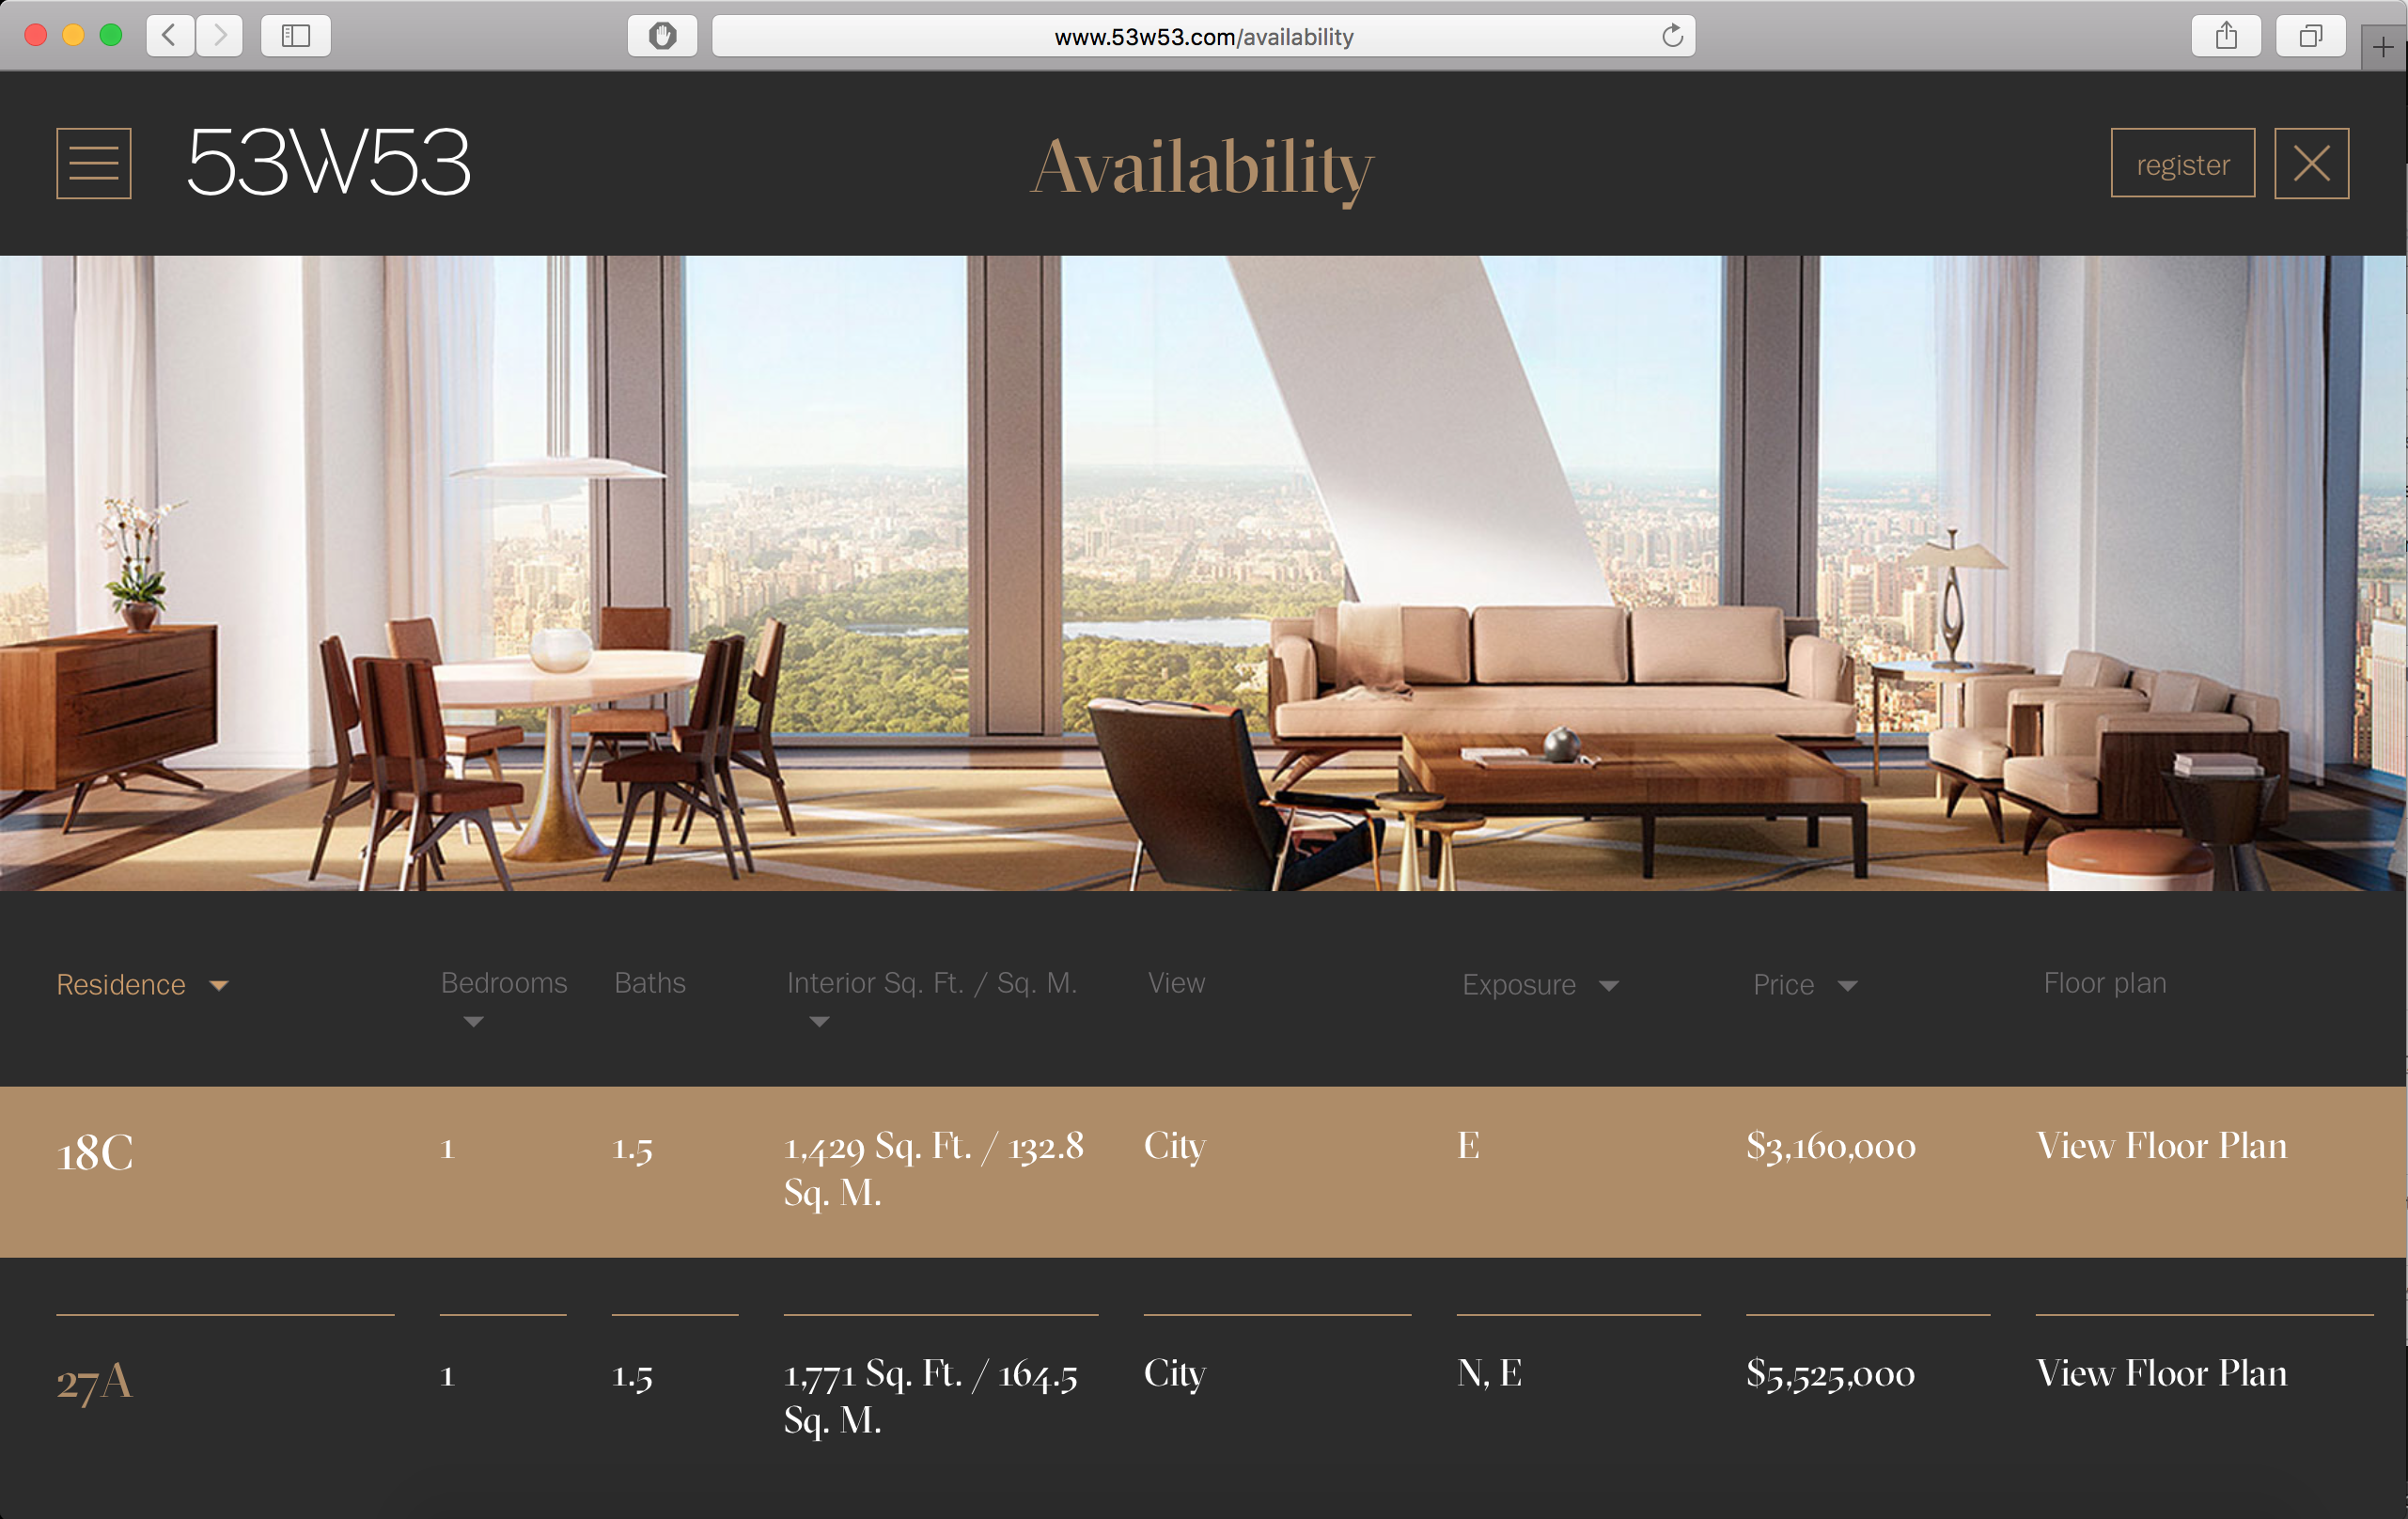 www.53w53.com/availability
53W53
Availability
register
Residence Bedrooms Baths Interior Sq. Ft. / Sq. M. View Exposure Price Floor plan
18C 1 1.5 1,429 Sq. Ft. / 132.8 City E $3,160,000 View Floor Plan
Sq. M.
27A 1 1.5 1,771 Sq. Ft. / 164.5 City N, E $5,525,000 View Floor Plan
Sq. M.